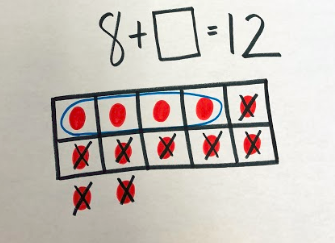 8 + □ = 12